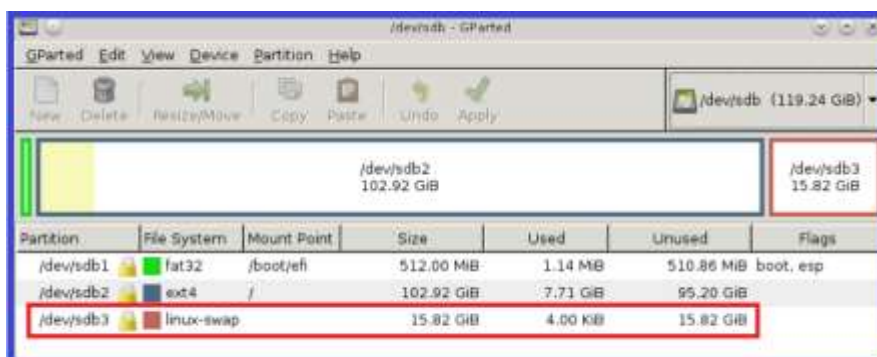 /dev/sdb - GParted
GParted Edit View Device Partition Help
New Delete Resize/Move Copy Paste Undo Apply /dev/sdb (119.24 GiB)
/dev/sdb2 /dev/sdb3
102.92 GiB 15.82 GiB
Partition File System Mount Point Size Used Unused Flags
/dev/sdb1 fat32 /boot/efi 512.00 MiB 1.14 MiB 510.86 MiB boot, esp
/dev/sdb2 ext4 / 102.92 GiB 7.71 GiB 95.20 GiB
/dev/sdb3 linux-swap 15.82 GiB 4.00 KiB 15.82 GiB